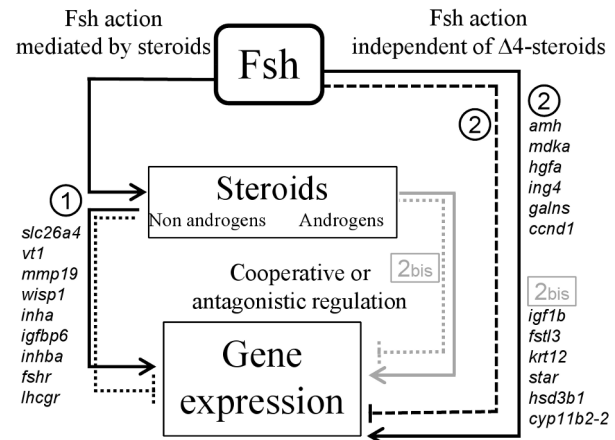 Fsh action
mediated by steroids
Fsh
Fsh action
independent of Δ4-steroids
2
2
amh
mdka
hgfa
ing4
galns
ccnd1
1
Steroids
Non androgens Androgens
slc26a4
vt1
mmp19
wisp1
inha
igfbp6
inhba
fshr
lhcgr
Cooperative or
antagonistic regulation
2bis
Gene
expression
2bis
igf1b
fstl3
krt12
star
hsd3b1
cyp11b2-2